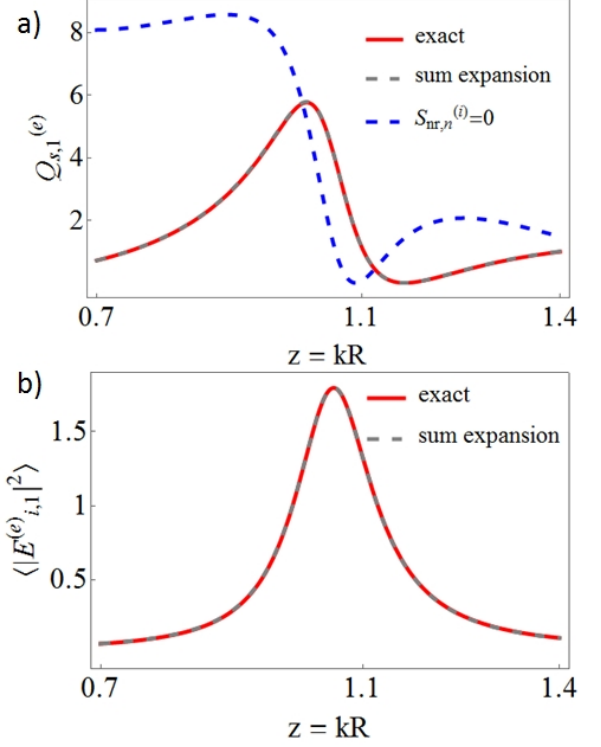 a)
8
6
4
2
Q_{s,1}^{(e)}
exact
sum expansion
S_{nr,n}^{(i)}=0
0.7
1.1
1.4
z = kR
b)
1.5
1
0.5
⟨|E^{(e)}_{i,1}|^2⟩
exact
sum expansion
0.7
1.1
1.4
z = kR